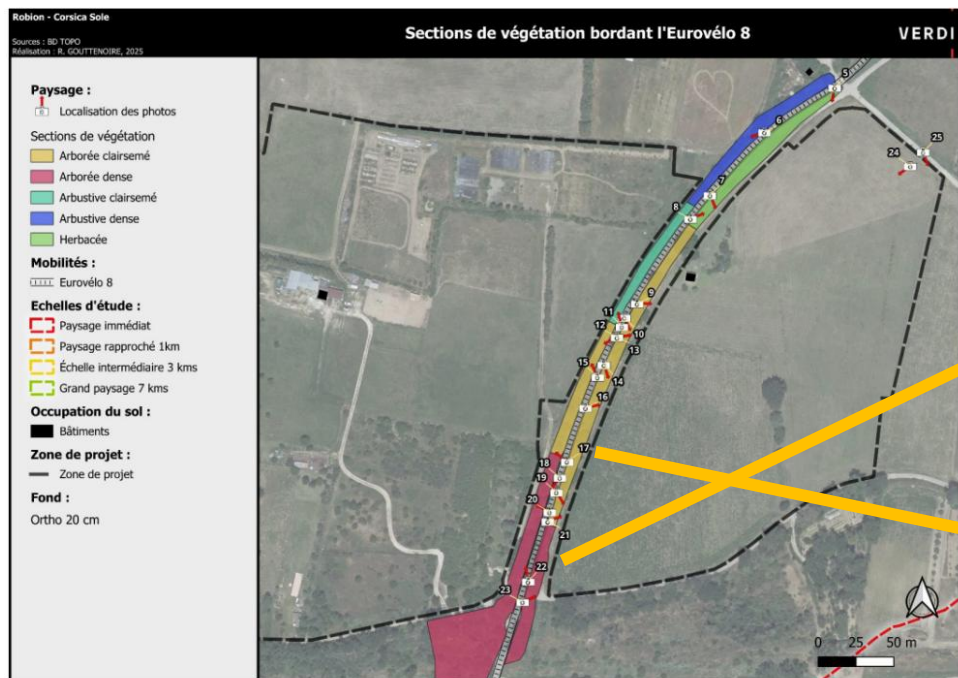 Robion - Corsica Sole
Sources : BD TOPO
Réalisation : R. GOUTTENOIRE, 2025
Sections de végétation bordant l'Eurovélo 8
VERDI
Paysage :
Localisation des photos
Sections de végétation
Arborée clairsemé
Arborée dense
Arbustive clairsemé
Arbustive dense
Herbacée
Mobilités :
Eurovélo 8
Echelles d'étude :
Paysage immédiat
Paysage rapproché 1km
Échelle intermédiaire 3 kms
Grand paysage 7 kms
Occupation du sol :
Bâtiments
Zone de projet :
Zone de projet
Fond :
Ortho 20 cm
5
6
25
24
7
8
9
11
12
10
13
15
14
16
17
18
19
20
21
22
23
0 25 50 m